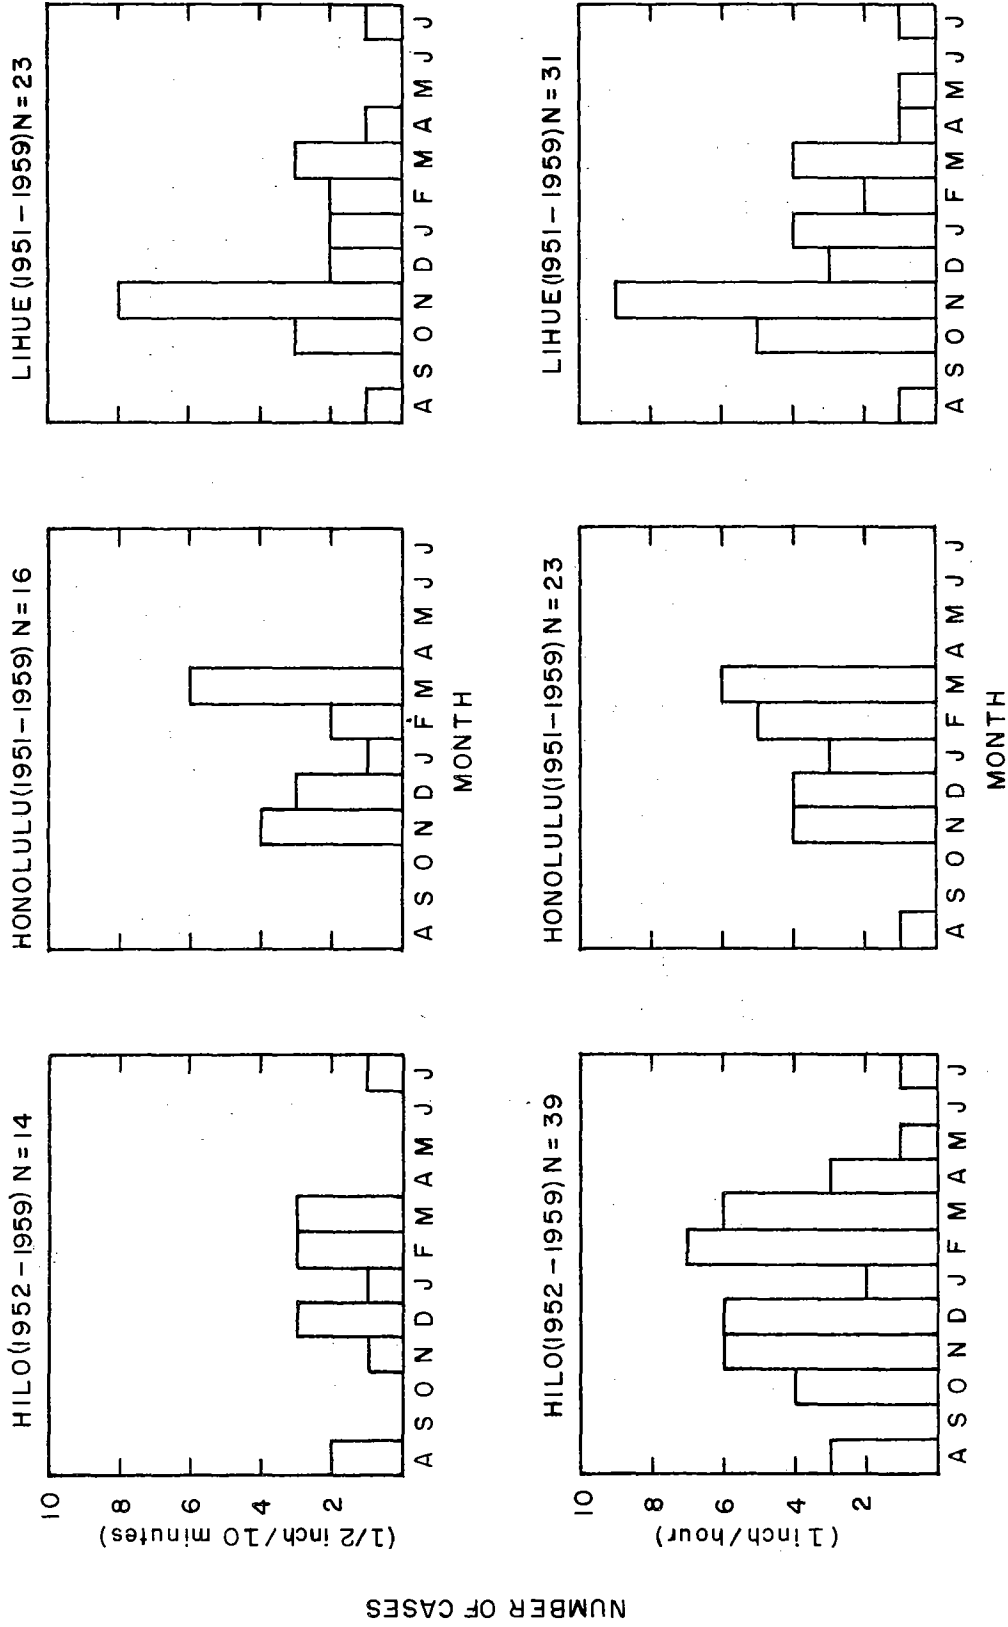 HILO (1952-1959) N=14
HONOLULU (1951-1959) N=16
LIHUE (1951-1959) N=23
10
8
6
4
2
(1/2 inch/10 minutes)
A S O N D J F M A M J J
A S O N D J F M A M J J
A S O N D J F M A M J J
MONTH
HILO (1952-1959) N=39
HONOLULU (1951-1959) N=23
LIHUE (1951-1959) N=31
10
8
6
4
2
(1 inch/hour)
A S O N D J F M A M J J
A S O N D J F M A M J J
A S O N D J F M A M J J
MONTH
NUMBER OF CASES